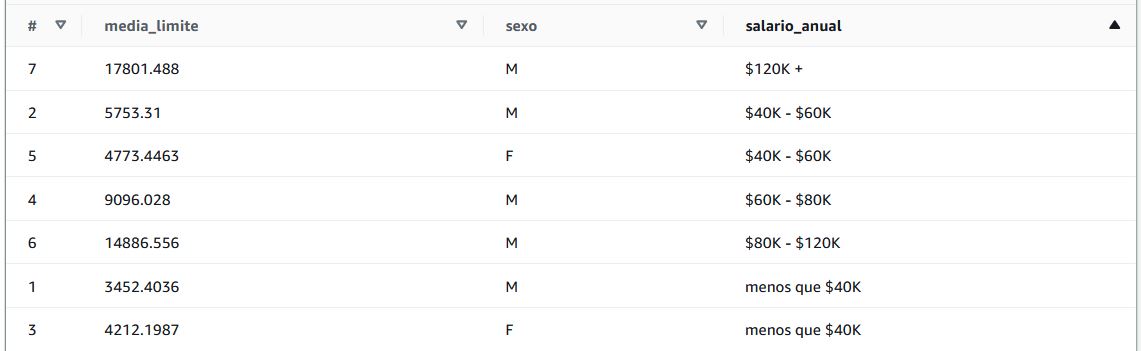 # media_limite sexo salario_anual
7 17801.488 M $120K +
2 5753.31 M $40K - $60K
5 4773.4463 F $40K - $60K
4 9096.028 M $60K - $80K
6 14886.556 M $80K - $120K
1 3452.4036 M menos que $40K
3 4212.1987 F menos que $40K